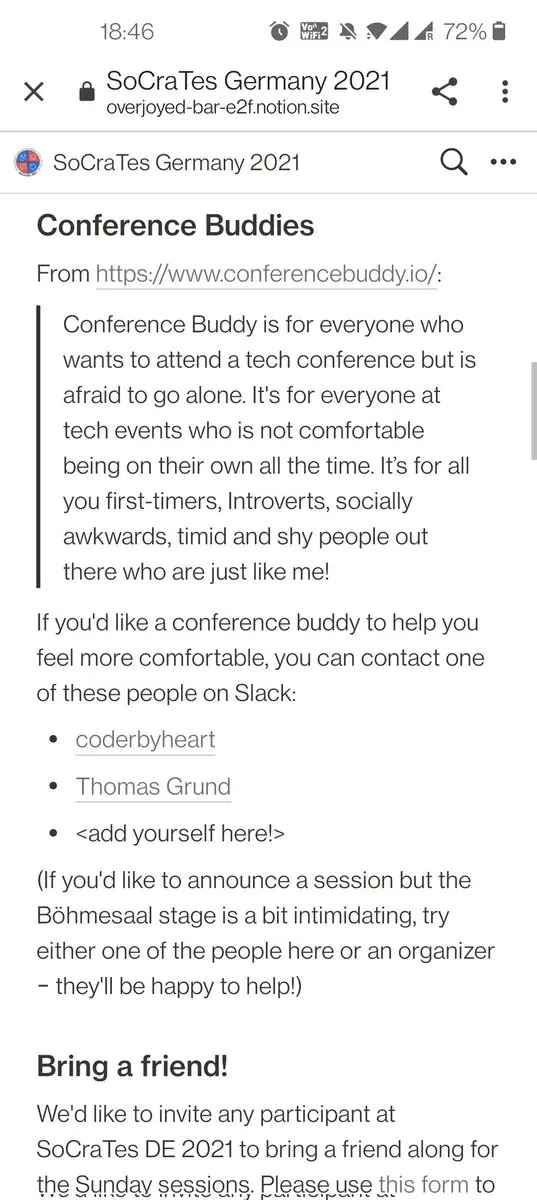 18:46
Vo
WiFi 2
R
72%
SoCraTes Germany 2021
overjoyed-bar-e2f.notion.site
SoCraTes Germany 2021
Conference Buddies
From https://www.conferencebuddy.io/:
Conference Buddy is for everyone who
wants to attend a tech conference but is
afraid to go alone. It's for everyone at
tech events who is not comfortable
being on their own all the time. It’s for all
you first-timers, Introverts, socially
awkwards, timid and shy people out
there who are just like me!
If you'd like a conference buddy to help you
feel more comfortable, you can contact one
of these people on Slack:
• coderbyheart
• Thomas Grund
• <add yourself here!>
(If you'd like to announce a session but the
Böhmesaal stage is a bit intimidating, try
either one of the people here or an organizer
– they'll be happy to help!)
Bring a friend!
We'd like to invite any participant at
SoCraTes DE 2021 to bring a friend along for
the Sunday sessions. Please use this form to